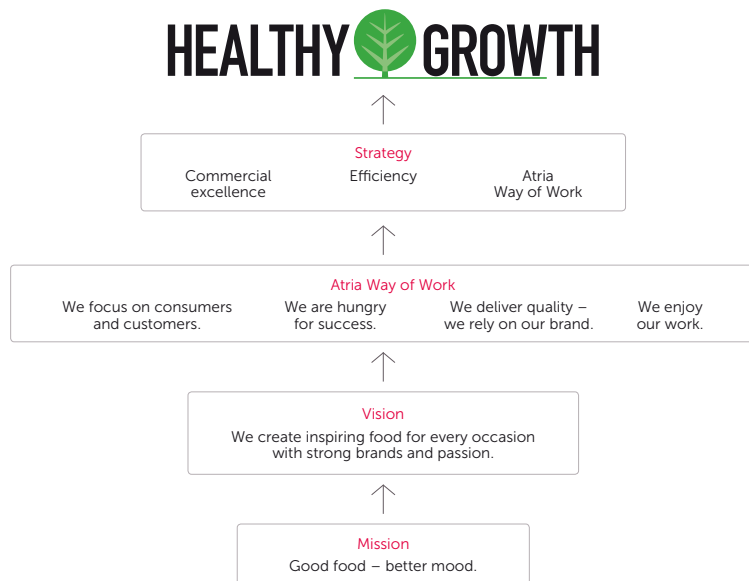 HEALTHY GROWTH
Strategy
Commercial
excellence
Efficiency
Atria
Way of Work
Atria Way of Work
We focus on consumers
and customers.
We are hungry
for success.
We deliver quality –
we rely on our brand.
We enjoy
our work.
Vision
We create inspiring food for every occasion
with strong brands and passion.
Mission
Good food – better mood.